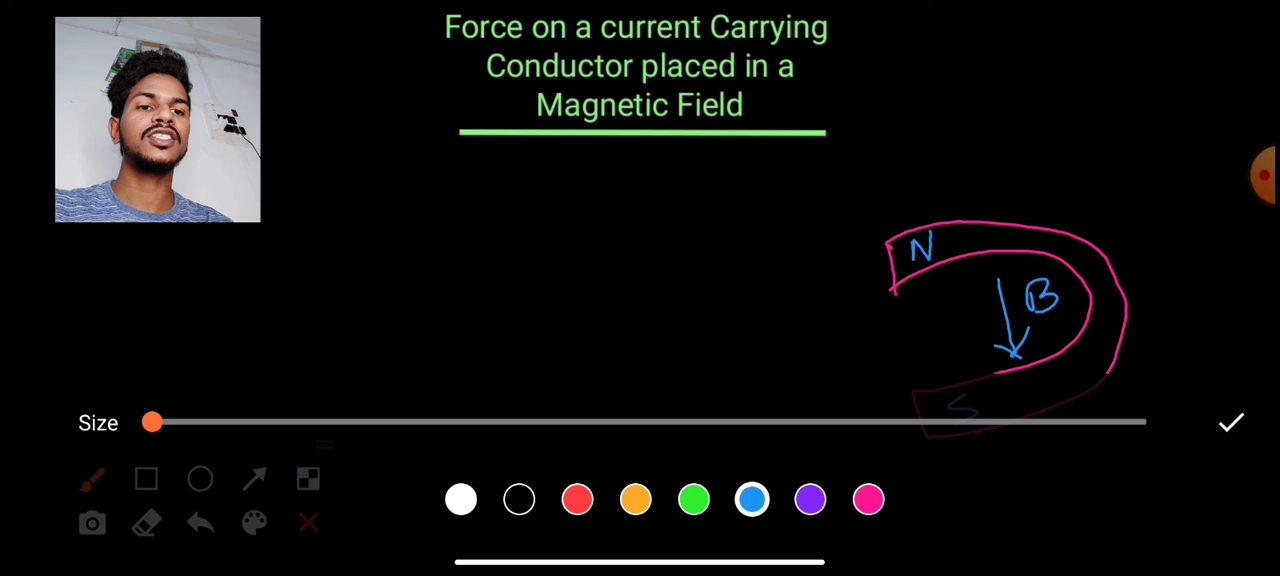 Force on a current Carrying
Conductor placed in a
Magnetic Field
N
B
S
Size